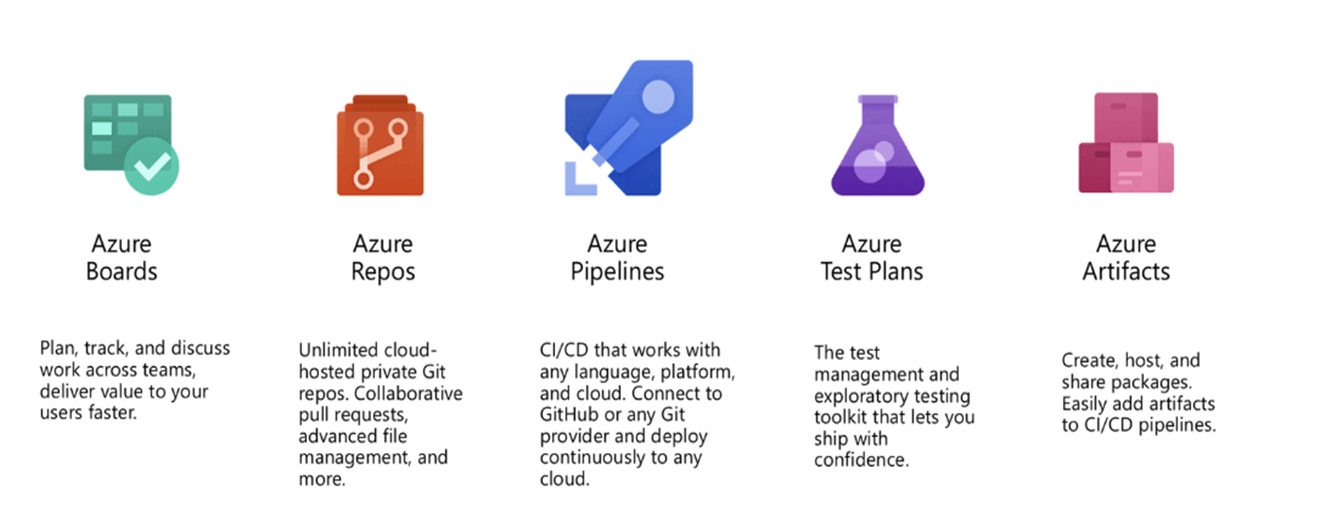 Azure
Boards
Plan, track, and discuss
work across teams,
deliver value to your
users faster.
Azure
Repos
Unlimited cloud-
hosted private Git
repos. Collaborative
pull requests,
advanced file
management, and
more.
Azure
Pipelines
CI/CD that works with
any language, platform,
and cloud. Connect to
GitHub or any Git
provider and deploy
continuously to any
cloud.
Azure
Test Plans
The test
management and
exploratory testing
toolkit that lets you
ship with
confidence.
Azure
Artifacts
Create, host, and
share packages.
Easily add artifacts
to CI/CD pipelines.